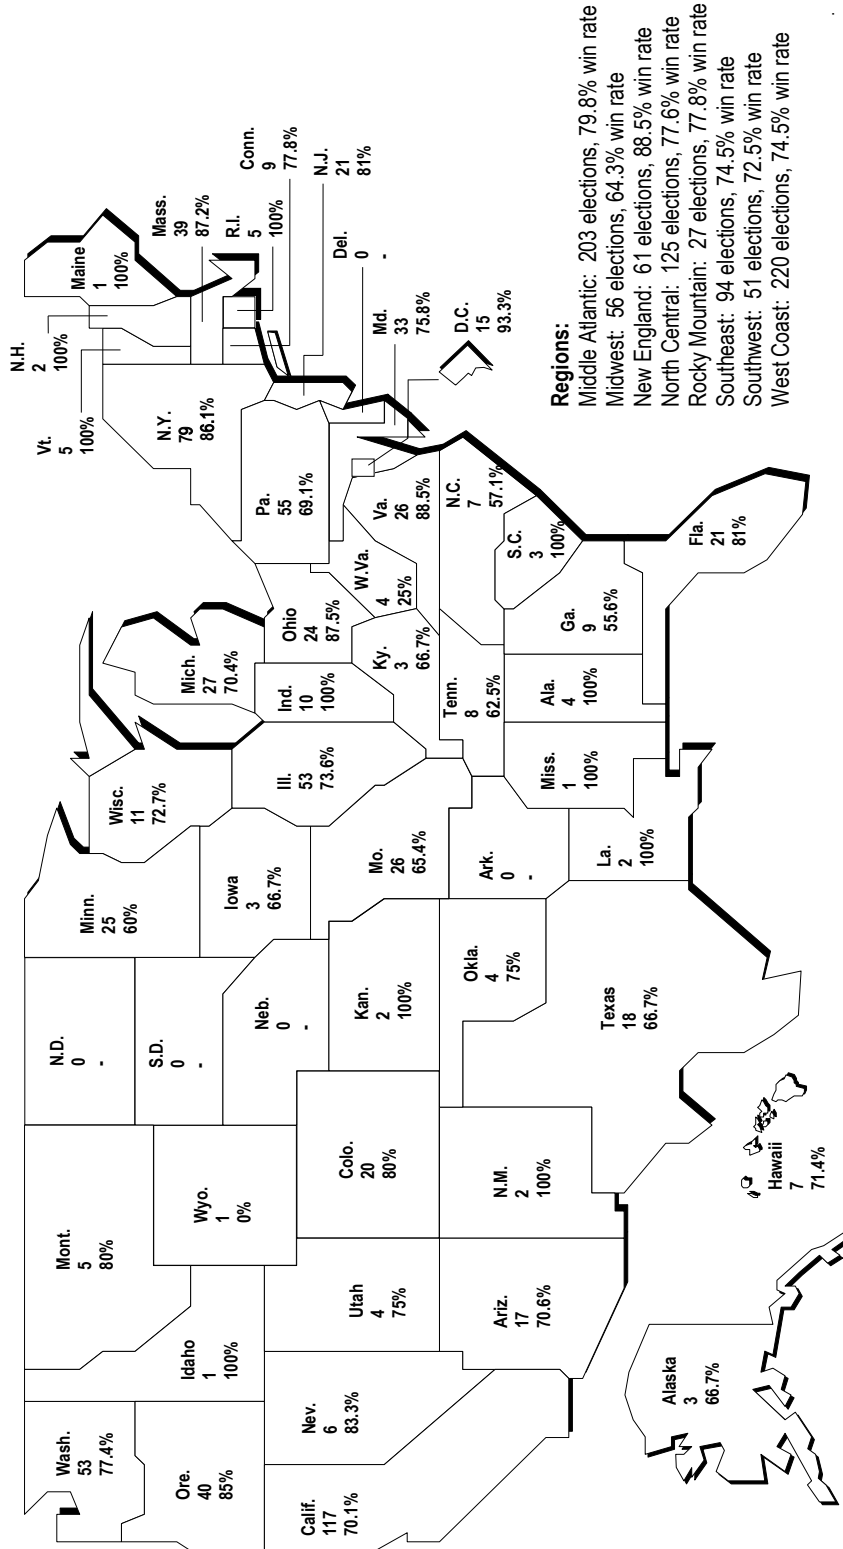 Wash.
53
77.4%
Ore.
40
85%
Calif.
117
70.1%
Nev.
6
83.3%
Idaho
1
100%
Mont.
5
80%
Wyo.
1
0%
Utah
4
75%
Ariz.
17
70.6%
Colo.
20
80%
N.M.
2
100%
N.D.
0
-
S.D.
0
-
Neb.
0
-
Kan.
2
100%
Okla.
4
75%
Texas
18
66.7%
Minn.
25
60%
Iowa
3
66.7%
Mo.
26
65.4%
Ark.
0
-
La.
2
100%
Wisc.
11
72.7%
Ill.
53
73.6%
Mich.
27
70.4%
Ind.
10
100%
Ohio
24
87.5%
Ky.
3
66.7%
Tenn.
8
62.5%
Miss.
1
100%
Ala.
4
100%
Ga.
9
55.6%
Fla.
21
81%
S.C.
3
100%
N.C.
7
57.1%
Va.
26
88.5%
W.Va.
4
25%
Pa.
55
69.1%
N.Y.
79
86.1%
Vt.
5
100%
N.H.
2
100%
Maine
1
100%
Mass.
39
87.2%
R.I.
5
100%
Conn.
9
77.8%
N.J.
21
81%
Del.
0
-
Md.
33
75.8%
D.C.
15
93.3%
Alaska
3
66.7%
Hawaii
7
71.4%
Regions:
Middle Atlantic: 203 elections, 79.8% win rate
Midwest: 56 elections, 64.3% win rate
New England: 61 elections, 88.5% win rate
North Central: 125 elections, 77.6% win rate
Rocky Mountain: 27 elections, 77.8% win rate
Southeast: 94 elections, 74.5% win rate
Southwest: 51 elections, 72.5% win rate
West Coast: 220 elections, 74.5% win rate